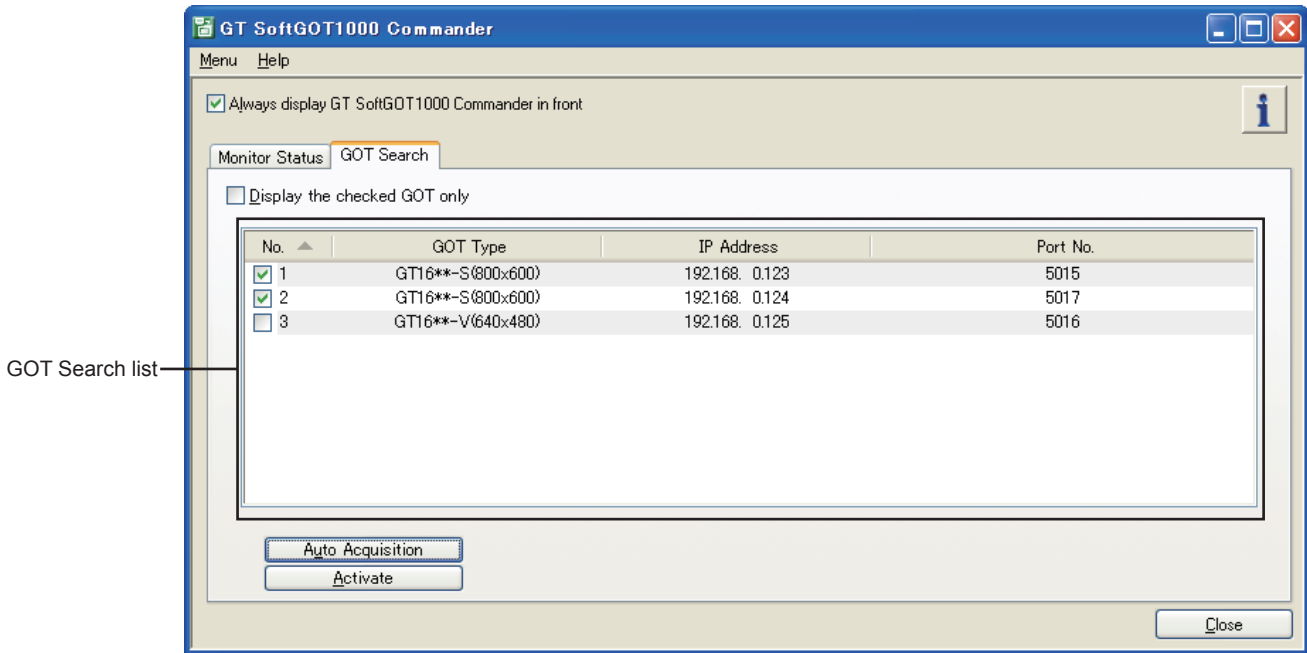 GT SoftGOT1000 Commander
Menu Help
Always display GT SoftGOT1000 Commander in front
i
Monitor Status GOT Search
Display the checked GOT only
No. GOT Type IP Address Port No.
1 GT16**-S(800x600) 192.168. 0.123 5015
2 GT16**-S(800x600) 192.168. 0.124 5017
3 GT16**-V(640x480) 192.168. 0.125 5016
GOT Search list
Auto Acquisition
Activate
Close